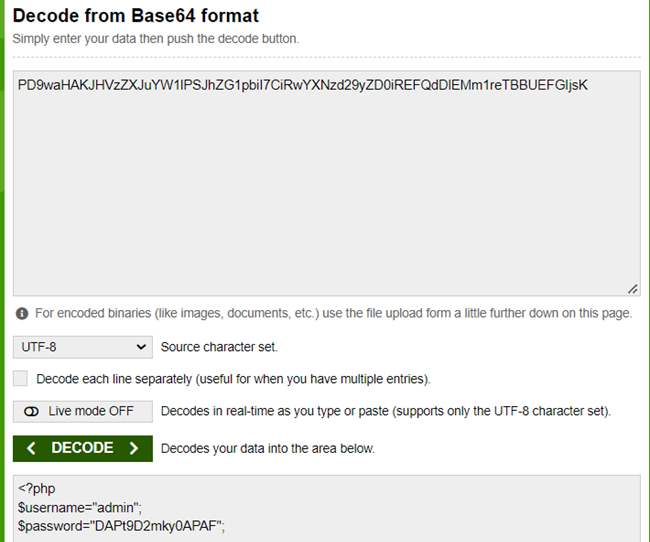 Decode from Base64 format
Simply enter your data then push the decode button.
PD9waHAKJHVzZXJuYW1lPSJhZG1pbiI7CiRwYXNzd29yZD0iREFQdDlEMm1reTBBUEFGIjsK
For encoded binaries (like images, documents, etc.) use the file upload form a little further down on this page.
UTF-8 Source character set.
Decode each line separately (useful for when you have multiple entries).
Live mode OFF Decodes in real-time as you type or paste (supports only the UTF-8 character set).
< DECODE > Decodes your data into the area below.
<?php
$username="admin";
$password="DAPt9D2mky0APAF";